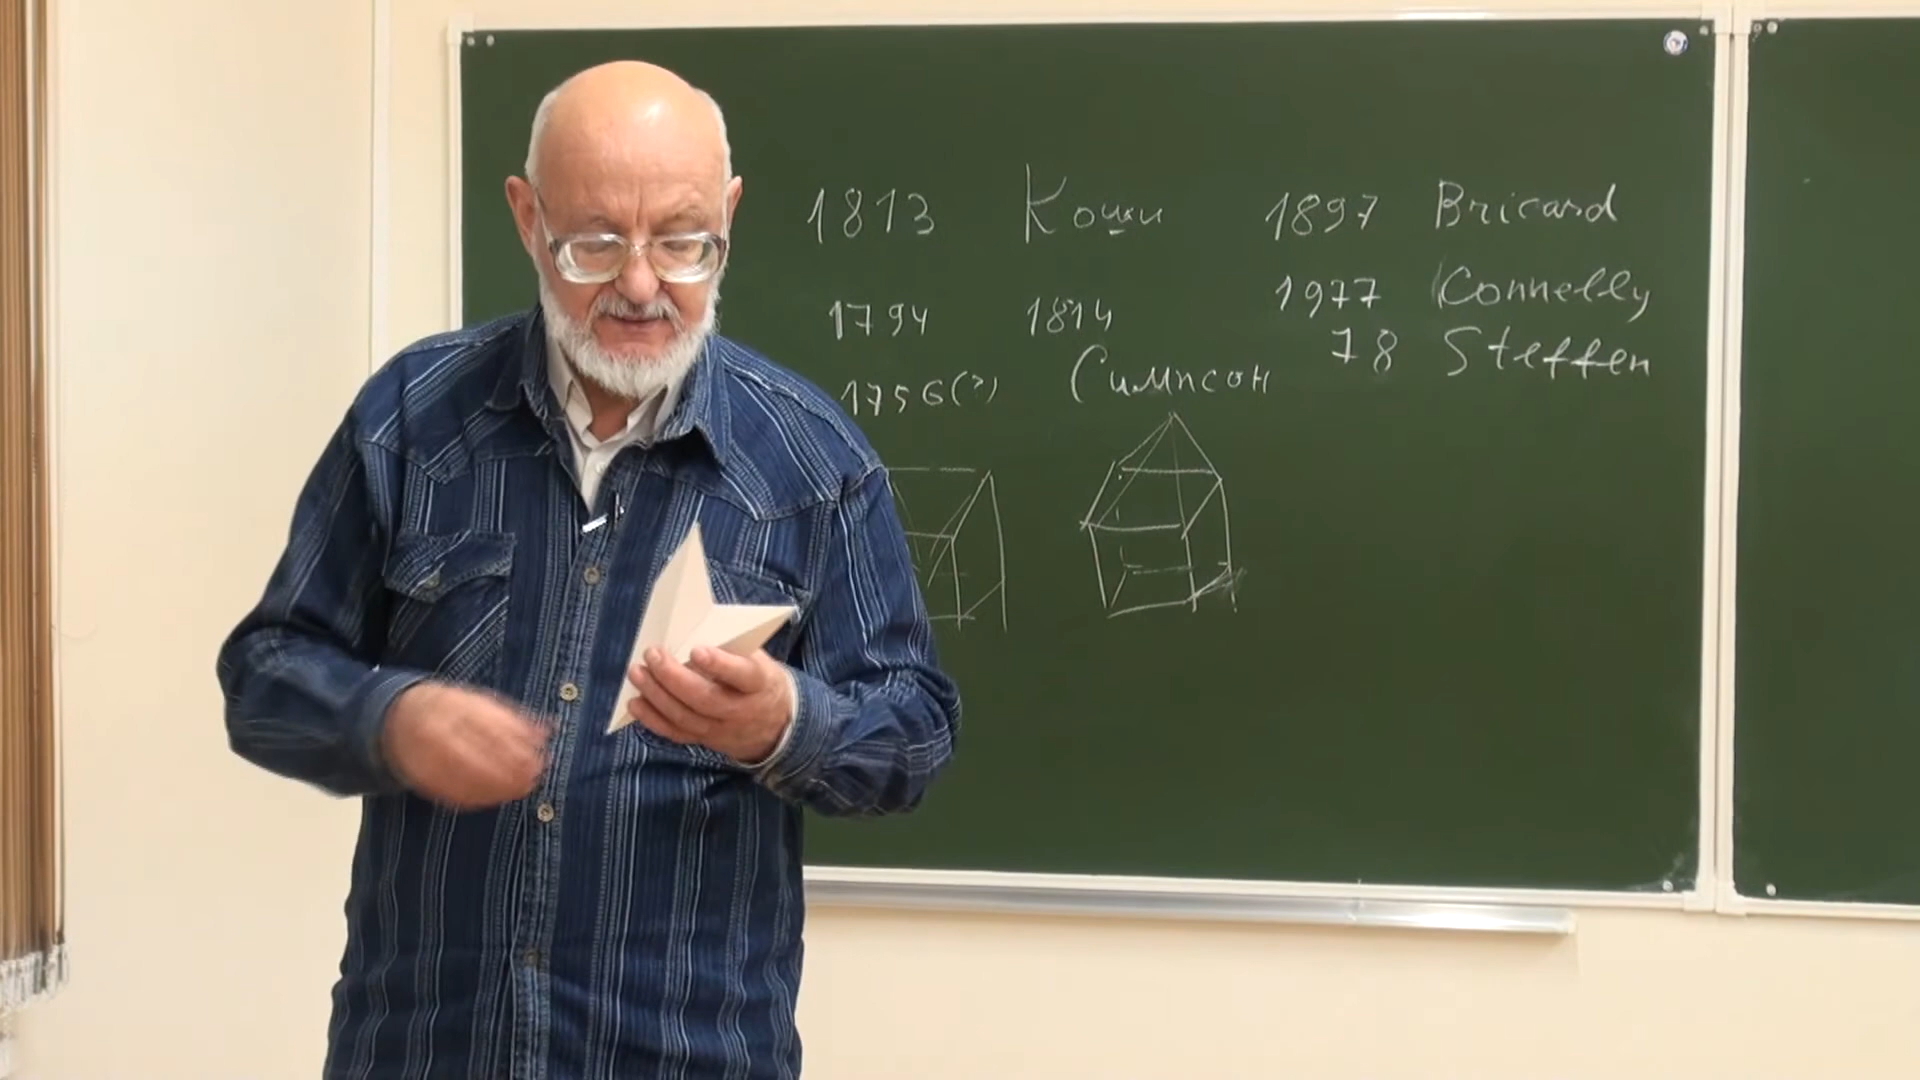 1813 Коши
1794 1814
1756(?) Симпсон
1897 Bricard
1977 Connelly
78 Steffen